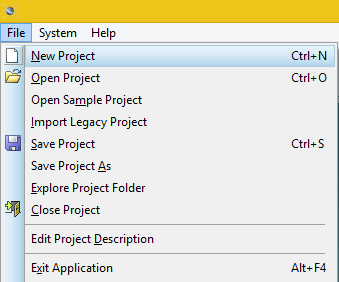 File System Help
New Project Ctrl+N
Open Project Ctrl+O
Open Sample Project
Import Legacy Project
Save Project Ctrl+S
Save Project As
Explore Project Folder
Close Project
Edit Project Description
Exit Application Alt+F4